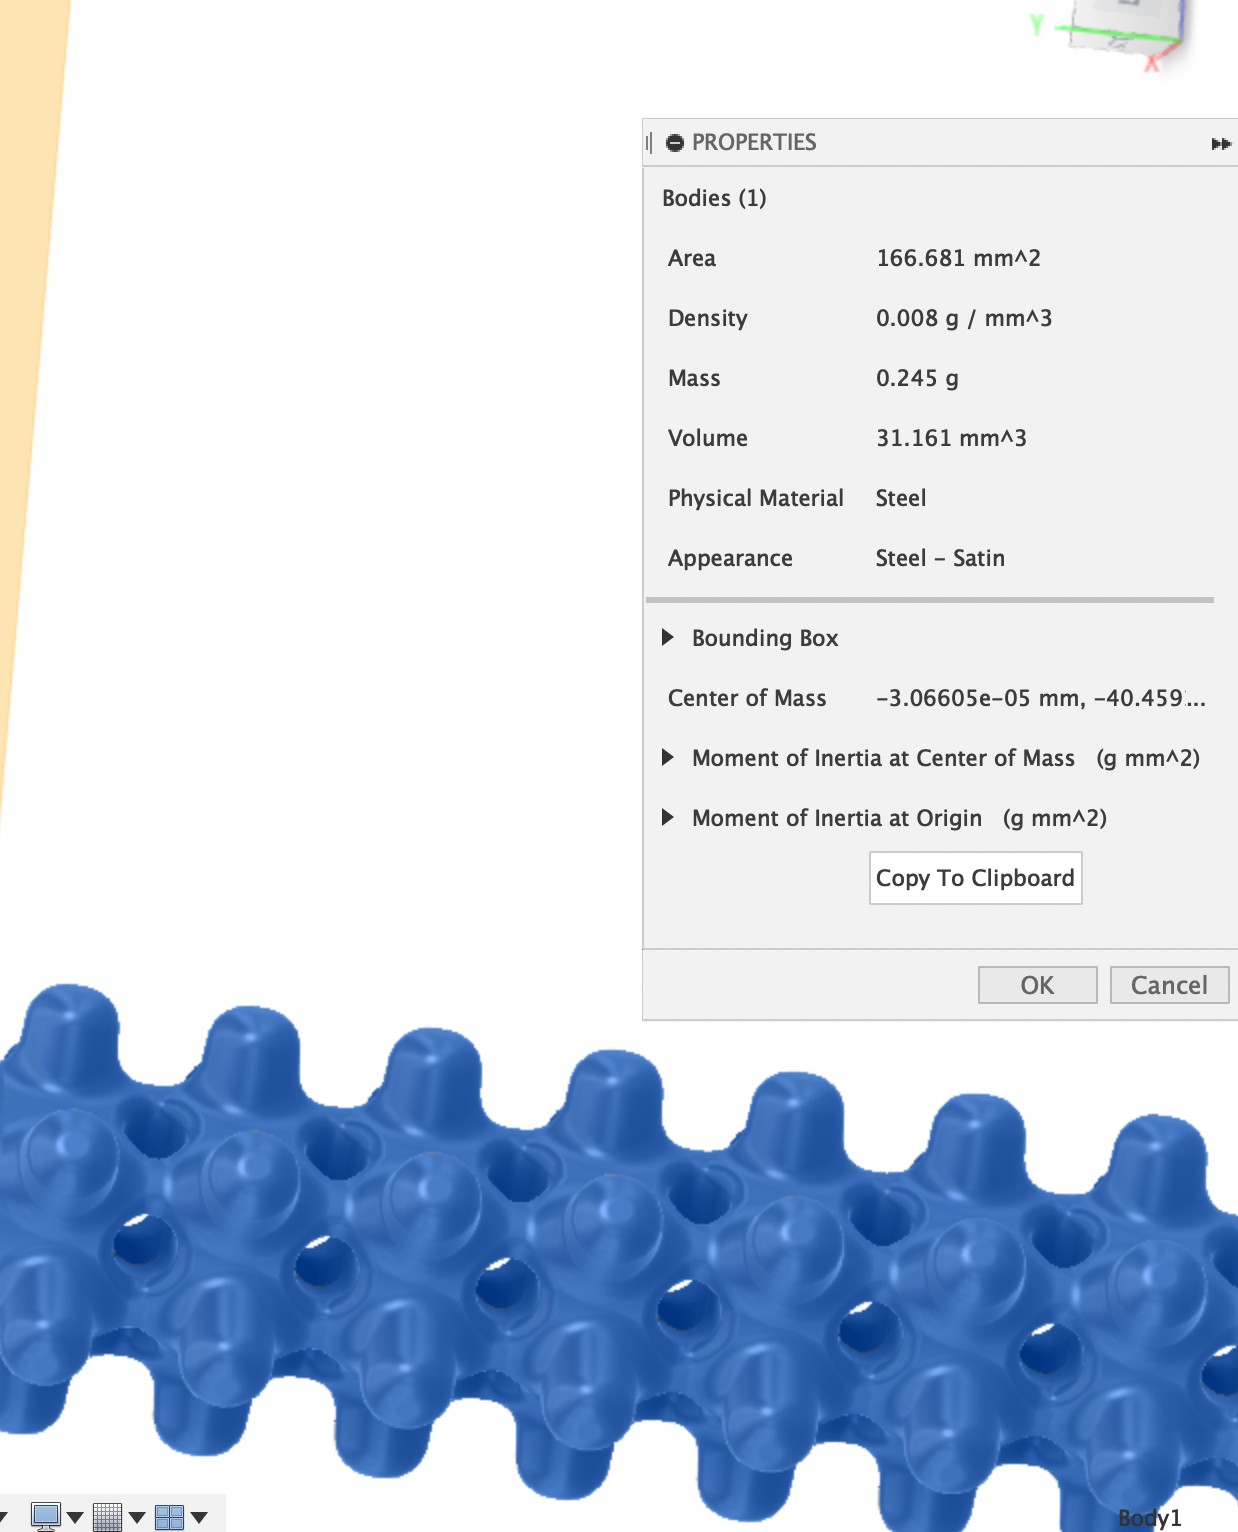 Y
X
PROPERTIES
Bodies (1)
Area 166.681 mm^2
Density 0.008 g / mm^3
Mass 0.245 g
Volume 31.161 mm^3
Physical Material Steel
Appearance Steel - Satin
Bounding Box
Center of Mass -3.06605e-05 mm, -40.459...
Moment of Inertia at Center of Mass (g mm^2)
Moment of Inertia at Origin (g mm^2)
Copy To Clipboard
OK Cancel
Body1